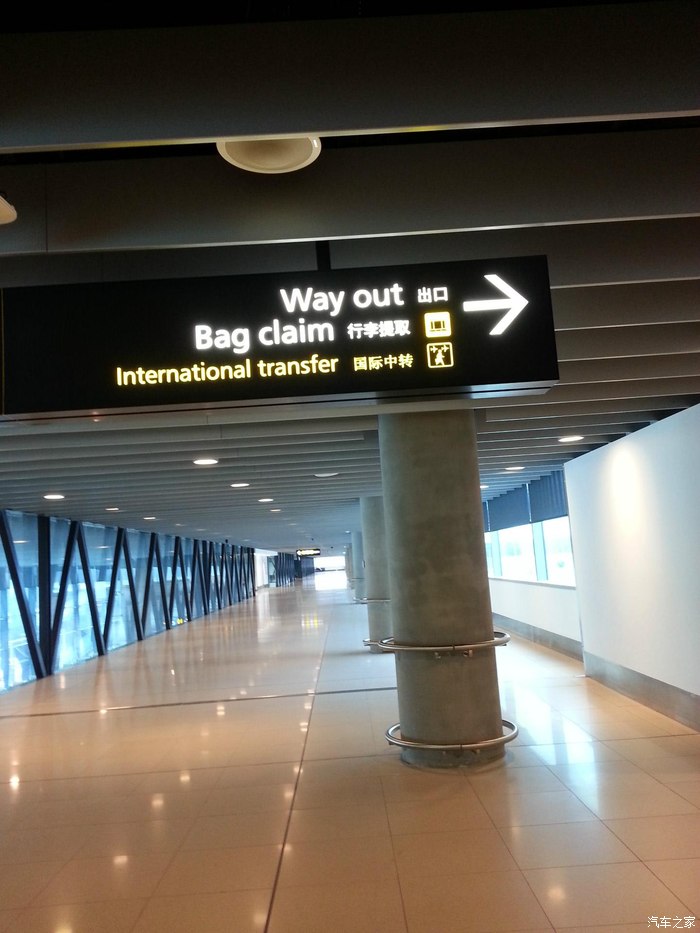 Way out 出口
Bag claim 行李提取
International transfer 国际中转
汽车之家